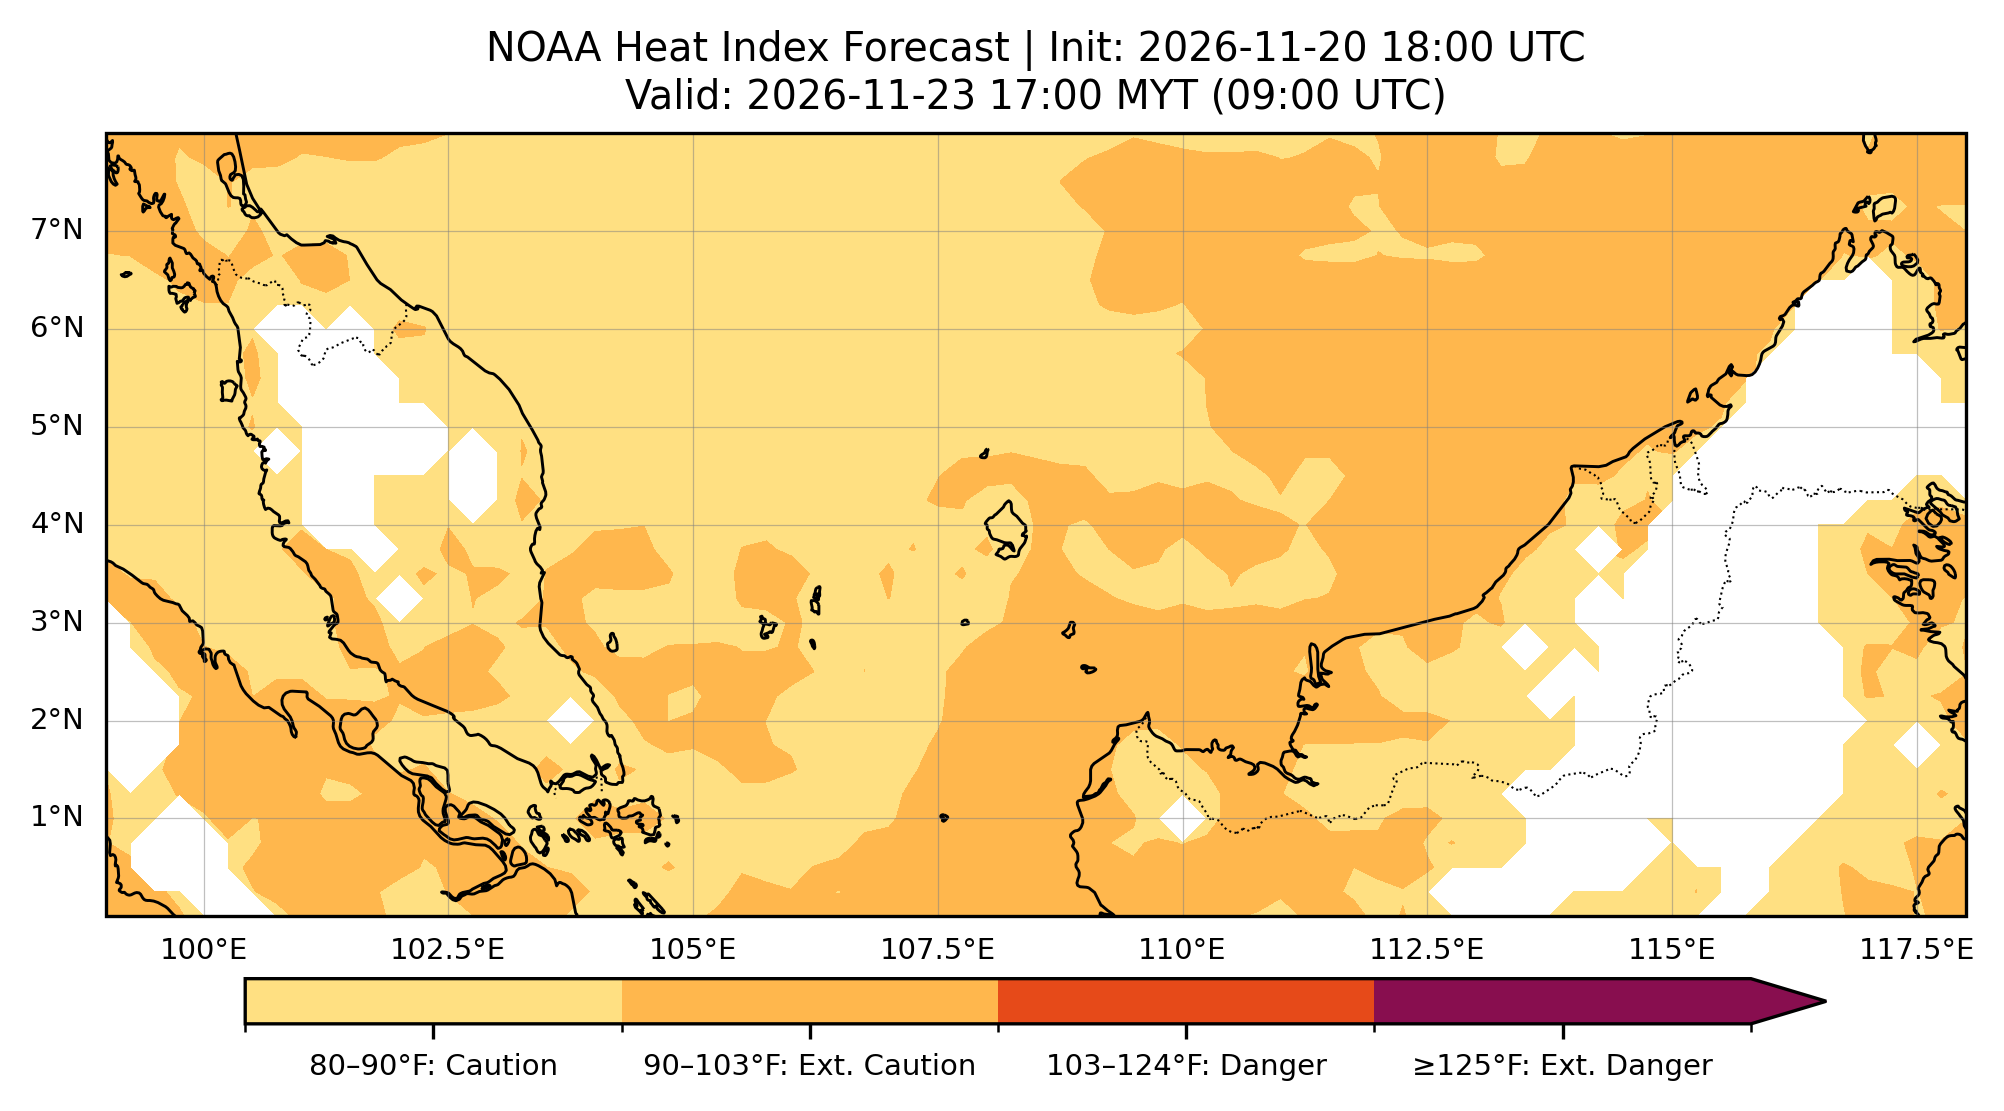 NOAA Heat Index Forecast | Init: 2026-11-20 18:00 UTC
Valid: 2026-11-23 17:00 MYT (09:00 UTC)
7°N
6°N
5°N
4°N
3°N
2°N
1°N
100°E 102.5°E 105°E 107.5°E 110°E 112.5°E 115°E 117.5°E
80–90°F: Caution 90–103°F: Ext. Caution 103–124°F: Danger ≥125°F: Ext. Danger